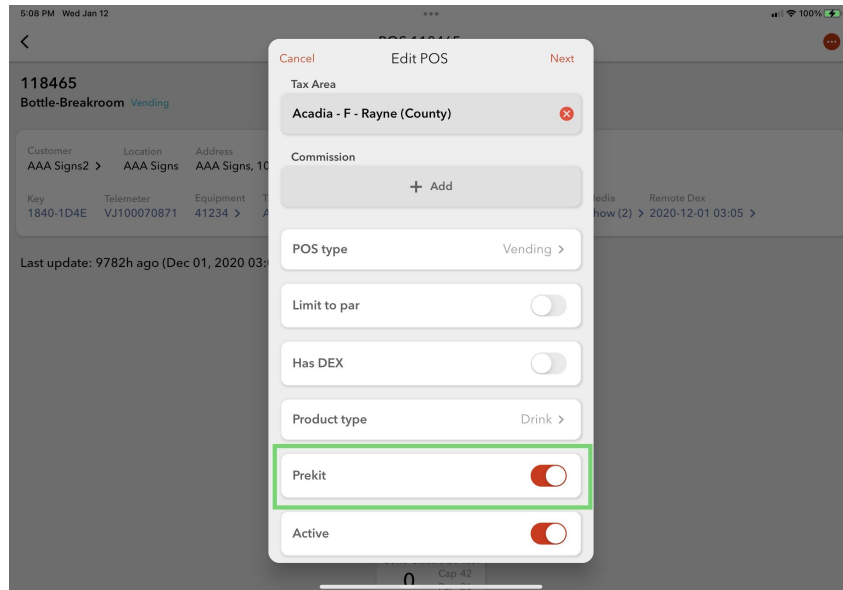 5:08 PM Wed Jan 12
100%
POS 118465
118465
Bottle-Breakroom Vending
Customer Location Address
AAA Signs2 > AAA Signs AAA Signs, 10
Key Telemeter Equipment
1840-1D4E VJ100070871 41234 >
Remote Dex
how (2) > 2020-12-01 03:05 >
Last update: 9782h ago (Dec 01, 2020 03:
Cancel Edit POS Next
Tax Area
Acadia - F - Rayne (County)
Commission
+ Add
POS type Vending >
Limit to par
Has DEX
Product type Drink >
Prekit
Active
0 Cap 42